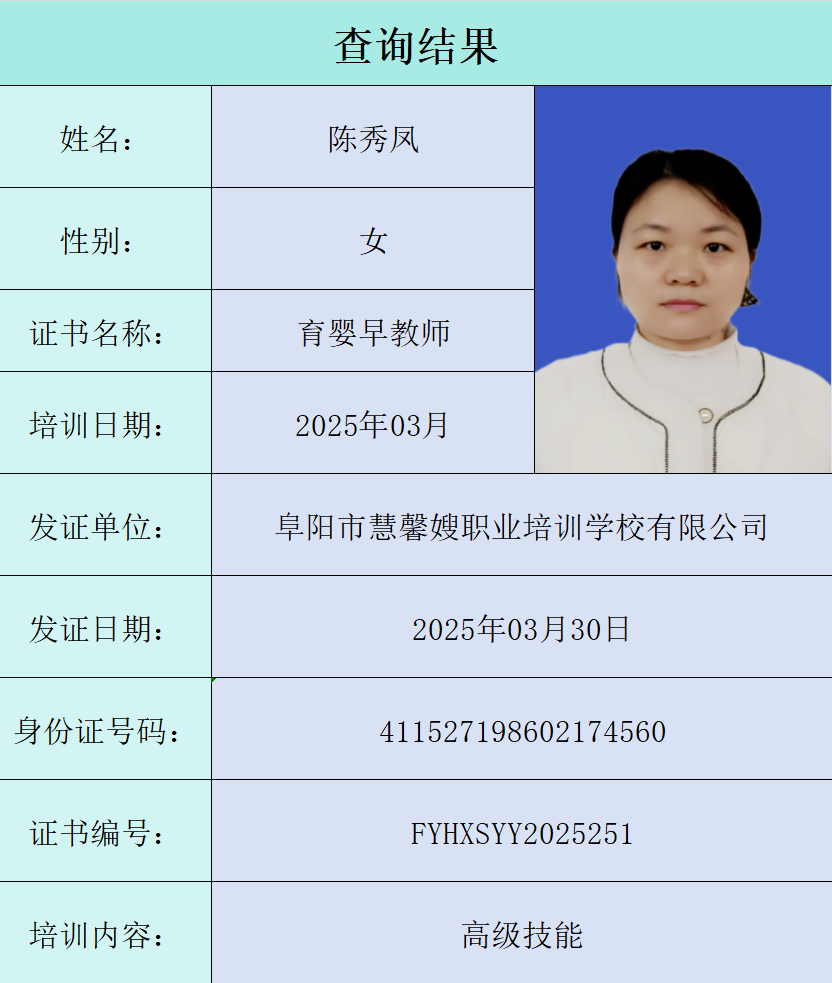 查询结果
姓名： 陈秀凤
性别： 女
证书名称： 育婴早教师
培训日期： 2025年03月
发证单位： 阜阳市慧馨嫂职业培训学校有限公司
发证日期： 2025年03月30日
身份证号码： 411527198602174560
证书编号： FYHXSYY2025251
培训内容： 高级技能